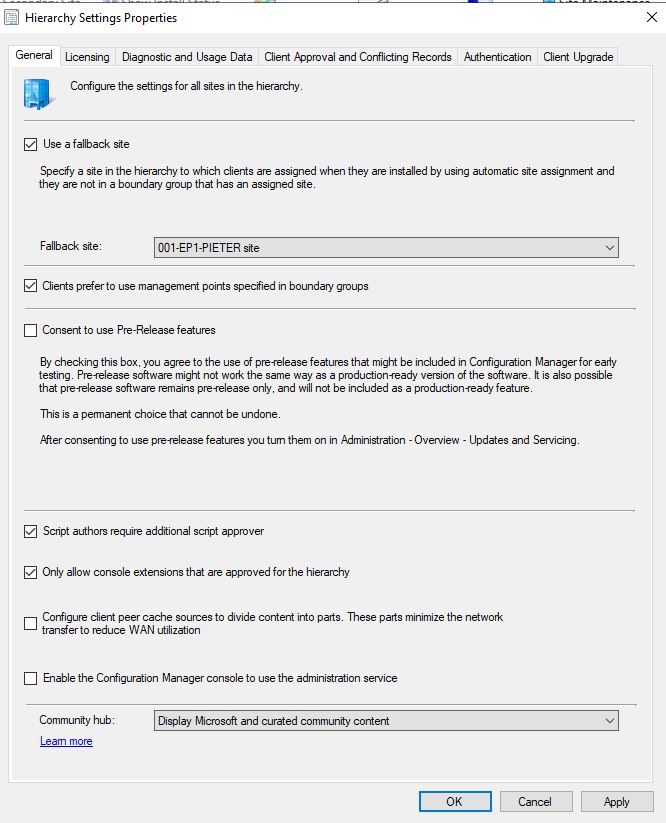 Hierarchy Settings Properties
General Licensing Diagnostic and Usage Data Client Approval and Conflicting Records Authentication Client Upgrade
Configure the settings for all sites in the hierarchy.
Use a fallback site
Specify a site in the hierarchy to which clients are assigned when they are installed by using automatic site assignment and
they are not in a boundary group that has an assigned site.
Fallback site: 001-EP1-PIETER site
Clients prefer to use management points specified in boundary groups
Consent to use Pre-Release features
By checking this box, you agree to the use of pre-release features that might be included in Configuration Manager for early
testing. Pre-release software might not work the same way as a production-ready version of the software. It is also possible
that pre-release software remains pre-release only, and will not be included as a production-ready feature.
This is a permanent choice that cannot be undone.
After consenting to use pre-release features you turn them on in Administration - Overview - Updates and Servicing.
Script authors require additional script approver
Only allow console extensions that are approved for the hierarchy
Configure client peer cache sources to divide content into parts. These parts minimize the network
transfer to reduce WAN utilization
Enable the Configuration Manager console to use the administration service
Community hub: Display Microsoft and curated community content
Learn more
OK Cancel Apply